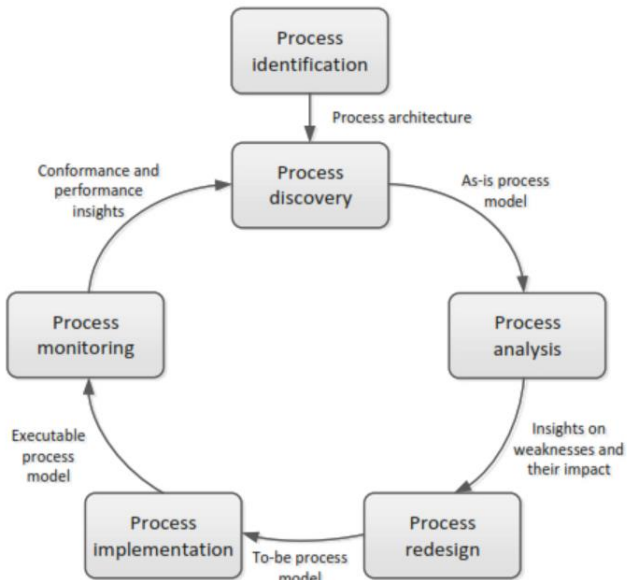 Process
identification
Process architecture
Process
discovery
As-is process
model
Process
analysis
Insights on
weaknesses and
their impact
Process
redesign
To-be process
model
Process
implementation
Executable
process
model
Process
monitoring
Conformance and
performance
insights